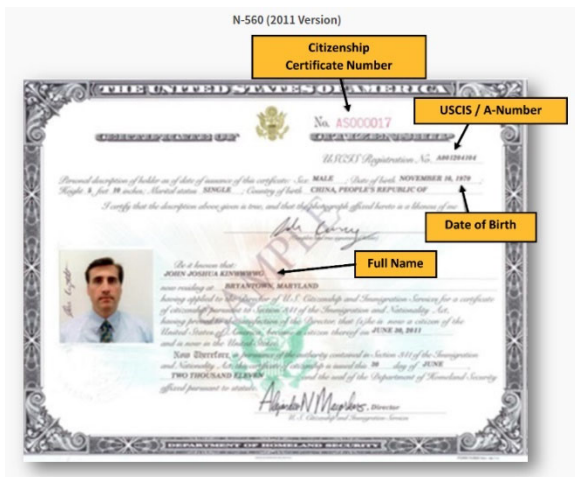 N-560 (2011 Version)
Citizenship
Certificate Number
USCIS / A-Number
THE UNITED STATES OF AMERICA
No. AS000017
CERTIFICATE OF CITIZENSHIP
USCIS Registration No.
Personal description of holder as of date of issuance of this certificate: Sex: MALE Date of birth: NOVEMBER 10, 1970
Height: 5 feet 10 inches, Marital status: SINGLE Country of birth: CHINA, PEOPLE'S REPUBLIC OF
I certify that the description above given is true, and that the photograph affixed hereto is a likeness of me.
Date of Birth
Full Name
SAMPLE
Be it known that:
JOHN JOSHUA
now residing at: BRYANTOWN, MARYLAND
having applied to the Director of U.S. Citizenship and Immigration Services for a certificate
of citizenship pursuant to Section 341 of the Immigration and Nationality Act,
having proved to the satisfaction of the Director, that (s)he is now a citizen of the
United States of America, became a citizen thereof on JUNE 30, 2011
and is now in the United States,
Now Therefore, in pursuance of the authority contained in Section 341 of the Immigration
and Nationality Act, this certificate of citizenship is issued this 30 day of JUNE
TWO THOUSAND ELEVEN and the seal of the Department of Homeland Security
affixed pursuant to statute.
Director
U.S. Citizenship and Immigration Services
DEPARTMENT OF HOMELAND SECURITY